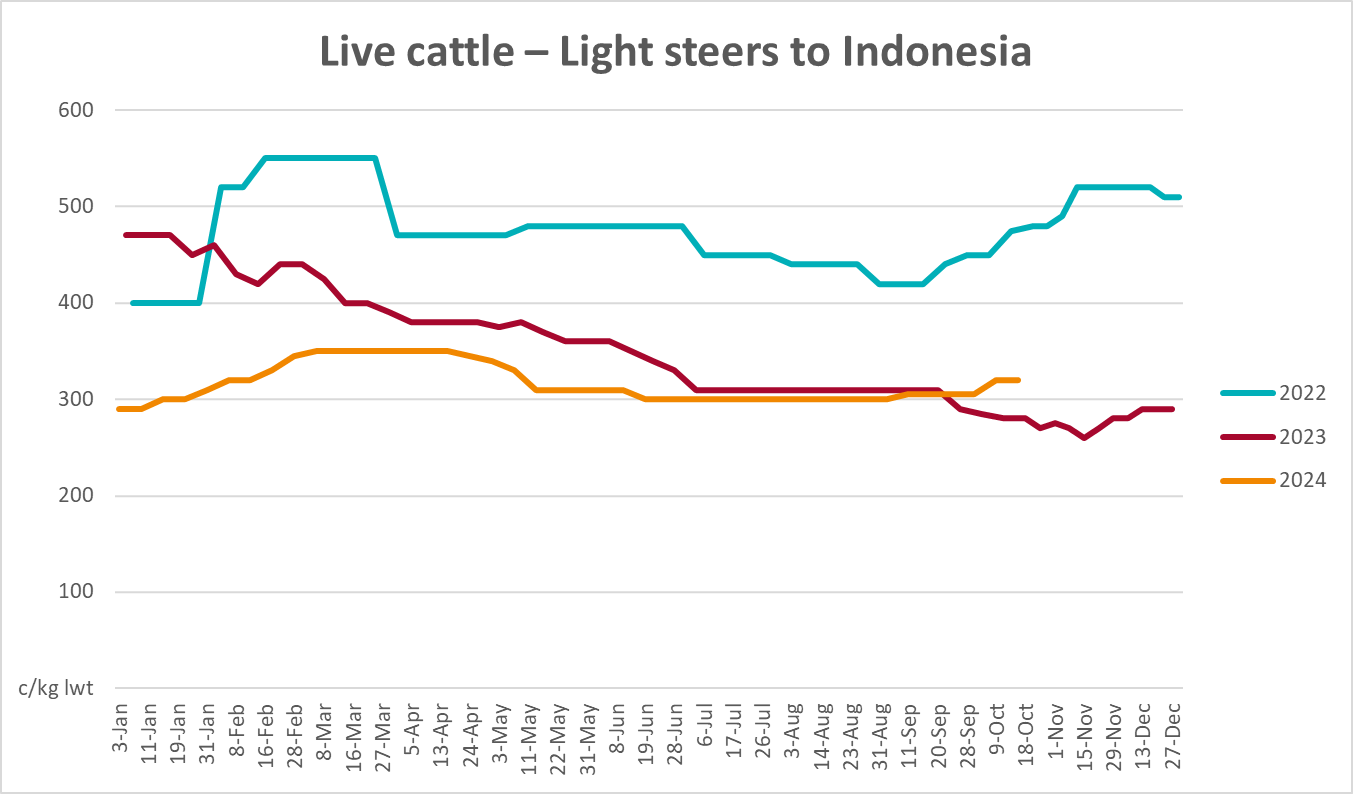 Live cattle – Light steers to Indonesia
600
500
400
300
200
100
c/kg lwt
3-Jan
11-Jan
19-Jan
31-Jan
8-Feb
16-Feb
28-Feb
8-Mar
16-Mar
27-Mar
5-Apr
13-Apr
24-Apr
3-May
11-May
22-May
31-May
8-Jun
19-Jun
28-Jun
6-Jul
17-Jul
26-Jul
3-Aug
14-Aug
23-Aug
31-Aug
11-Sep
20-Sep
28-Sep
9-Oct
18-Oct
1-Nov
15-Nov
29-Nov
13-Dec
27-Dec
2022
2023
2024